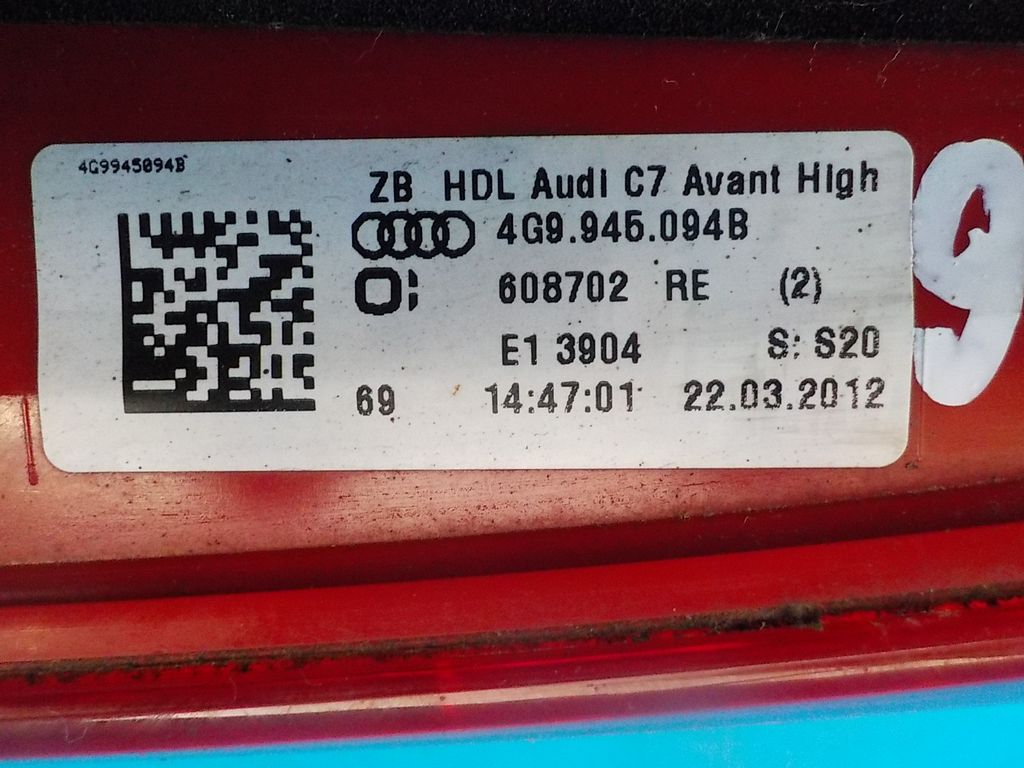 4G9945094B
ZB HDL Audi C7 Avant High
4G9.945.094B
608702 RE (2)
E1 3904 S: S20
69 14:47:01 22.03.2012
9